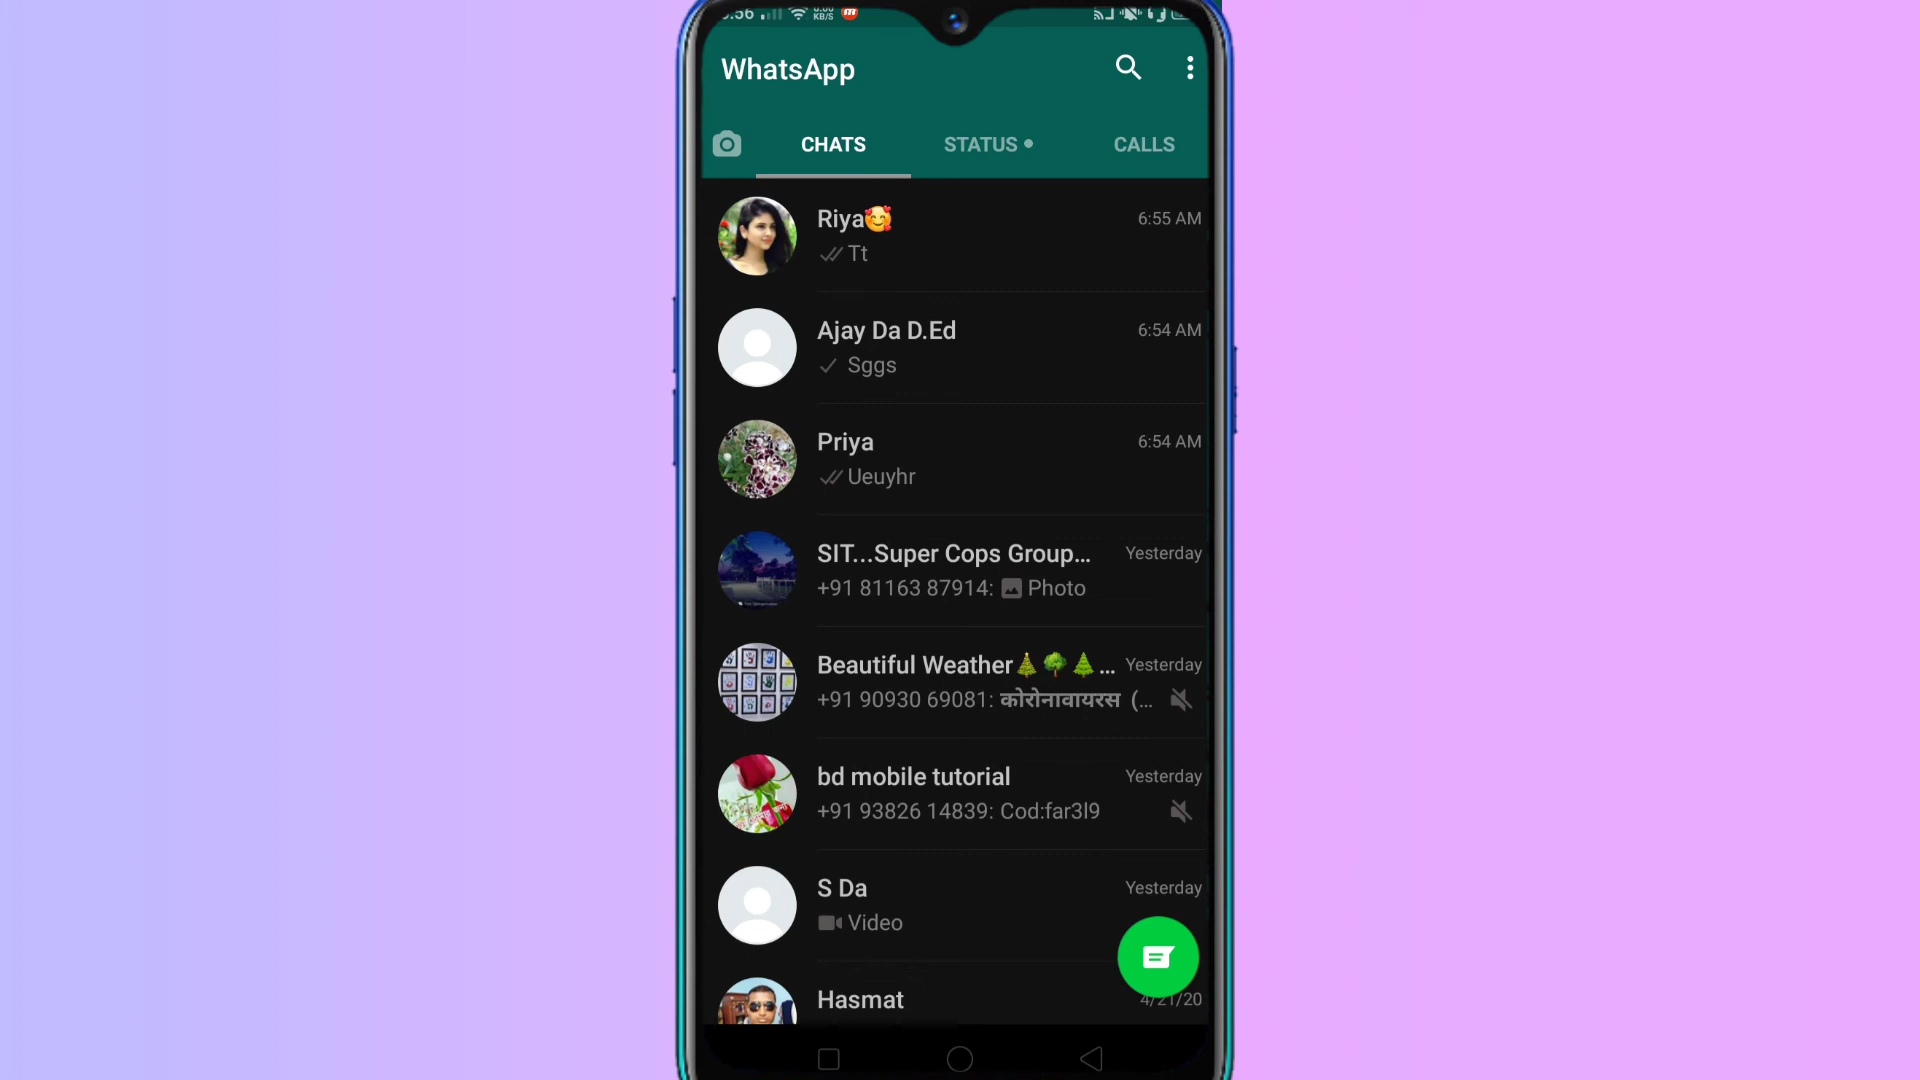 :56 KB/S
WhatsApp
CHATS STATUS CALLS
Riya🥰 6:55 AM
Tt
Ajay Da D.Ed 6:54 AM
Sggs
Priya 6:54 AM
Ueuyhr
SIT...Super Cops Group... Yesterday
+91 81163 87914: Photo
Beautiful Weather🎄🌳🌲... Yesterday
+91 90930 69081: कोरोनावायरस (...
bd mobile tutorial Yesterday
+91 93826 14839: Cod:far3l9
S Da Yesterday
Video
Hasmat 4/21/20